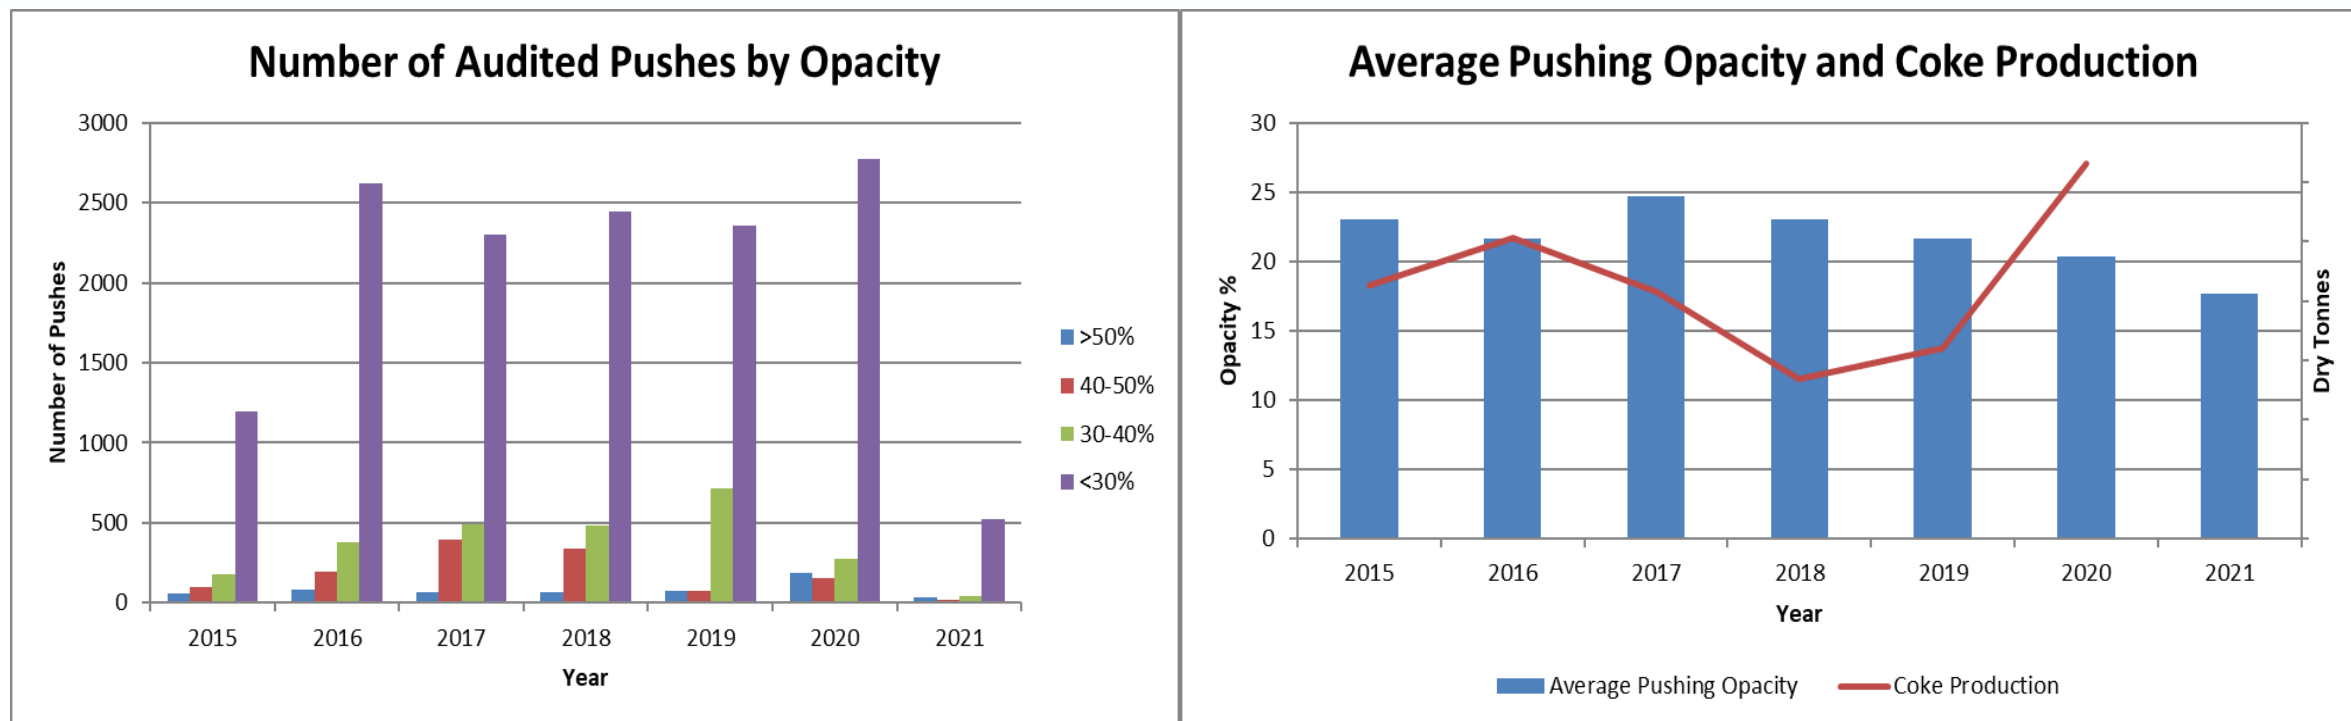 Number of Audited Pushes by Opacity
3000
2500
2000
1500
1000
500
0
Number of Pushes
2015 2016 2017 2018 2019 2020 2021
Year
>50%
40-50%
30-40%
<30%
Average Pushing Opacity and Coke Production
30
25
20
15
10
5
0
Opacity %
Dry Tonnes
2015 2016 2017 2018 2019 2020 2021
Year
Average Pushing Opacity Coke Production